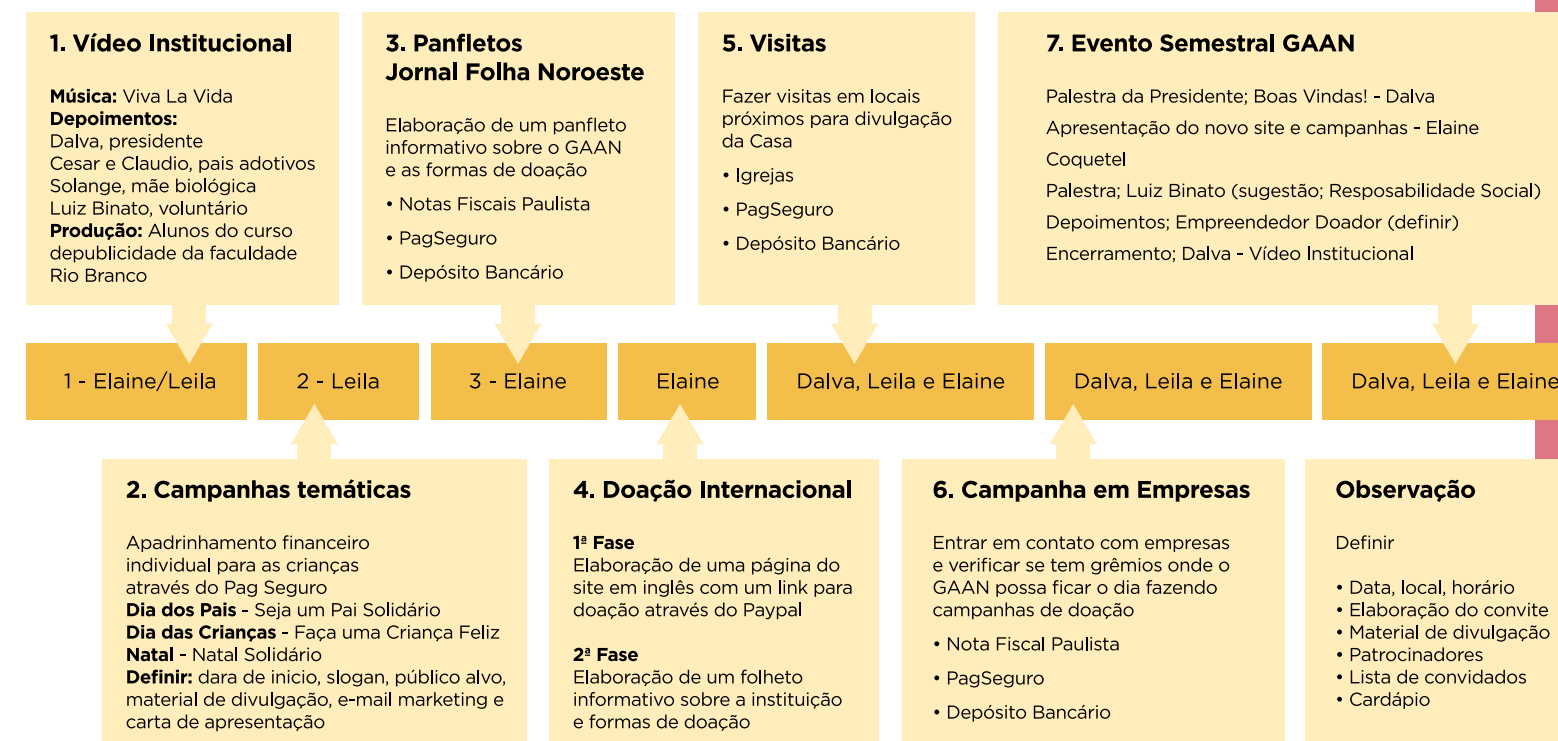 1. Vídeo Institucional
Música: Viva La Vida
Depoimentos:
Dalva, presidente
Cesar e Claudio, pais adotivos
Solange, mãe biológica
Luiz Binato, voluntário
Produção: Alunos do curso
depublicidade da faculdade
Rio Branco
3. Panfletos
Jornal Folha Noroeste
Elaboração de um panfleto
informativo sobre o GAAN
e as formas de doação
• Notas Fiscais Paulista
• PagSeguro
• Depósito Bancário
5. Visitas
Fazer visitas em locais
próximos para divulgação
da Casa
• Igrejas
• PagSeguro
• Depósito Bancário
7. Evento Semestral GAAN
Palestra da Presidente; Boas Vindas! - Dalva
Apresentação do novo site e campanhas - Elaine
Coquetel
Palestra; Luiz Binato (sugestão; Resposabilidade Social)
Depoimentos; Empreendedor Doador (definir)
Encerramento; Dalva - Vídeo Institucional
1 - Elaine/Leila
2 - Leila
3 - Elaine
Elaine
Dalva, Leila e Elaine
Dalva, Leila e Elaine
Dalva, Leila e Elaine
2. Campanhas temáticas
Apadrinhamento financeiro
individual para as crianças
através do Pag Seguro
Dia dos Pais - Seja um Pai Solidário
Dia das Crianças - Faça uma Criança Feliz
Natal - Natal Solidário
Definir: dara de inicio, slogan, público alvo,
material de divulgação, e-mail marketing e
carta de apresentação
4. Doação Internacional
1ª Fase
Elaboração de uma página do
site em inglês com um link para
doação através do Paypal
2ª Fase
Elaboração de um folheto
informativo sobre a instituição
e formas de doação
6. Campanha em Empresas
Entrar em contato com empresas
e verificar se tem grêmios onde o
GAAN possa ficar o dia fazendo
campanhas de doação
• Nota Fiscal Paulista
• PagSeguro
• Depósito Bancário
Observação
Definir
• Data, local, horário
• Elaboração do convite
• Material de divulgação
• Patrocinadores
• Lista de convidados
• Cardápio